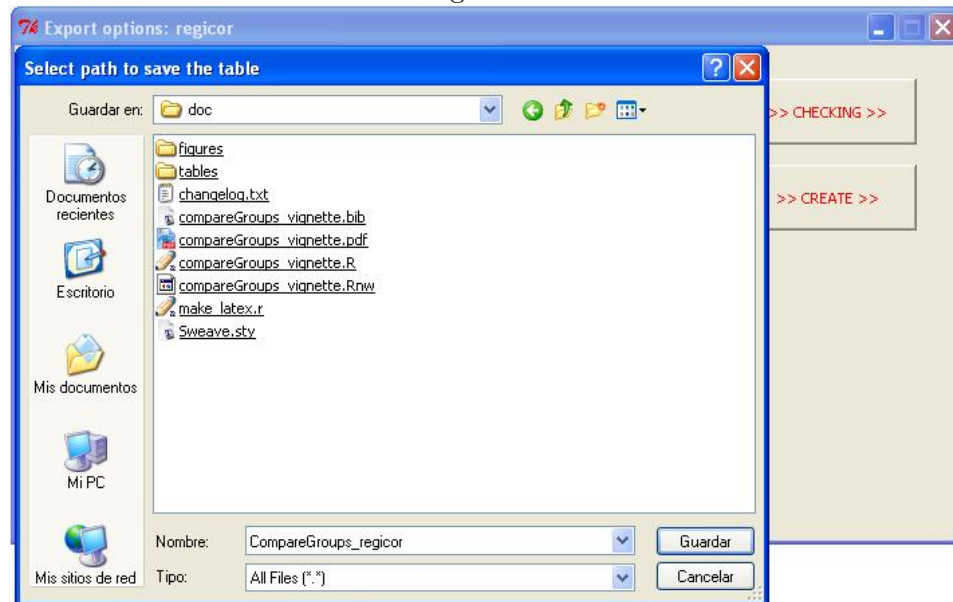 Export options: regicor
Select path to save the table
Guardar en:
doc
>> CHECKING >>
>> CREATE >>
Documentos
recientes
Escritorio
Mis documentos
Mi PC
Mis sitios de red
figures
tables
changelog.txt
compareGroups_vignette.bib
compareGroups_vignette.pdf
compareGroups_vignette.R
compareGroups_vignette.Rnw
make_latex.r
Sweave.sty
Nombre:
CompareGroups_regicor
Guardar
Tipo:
All Files (*.*)
Cancelar